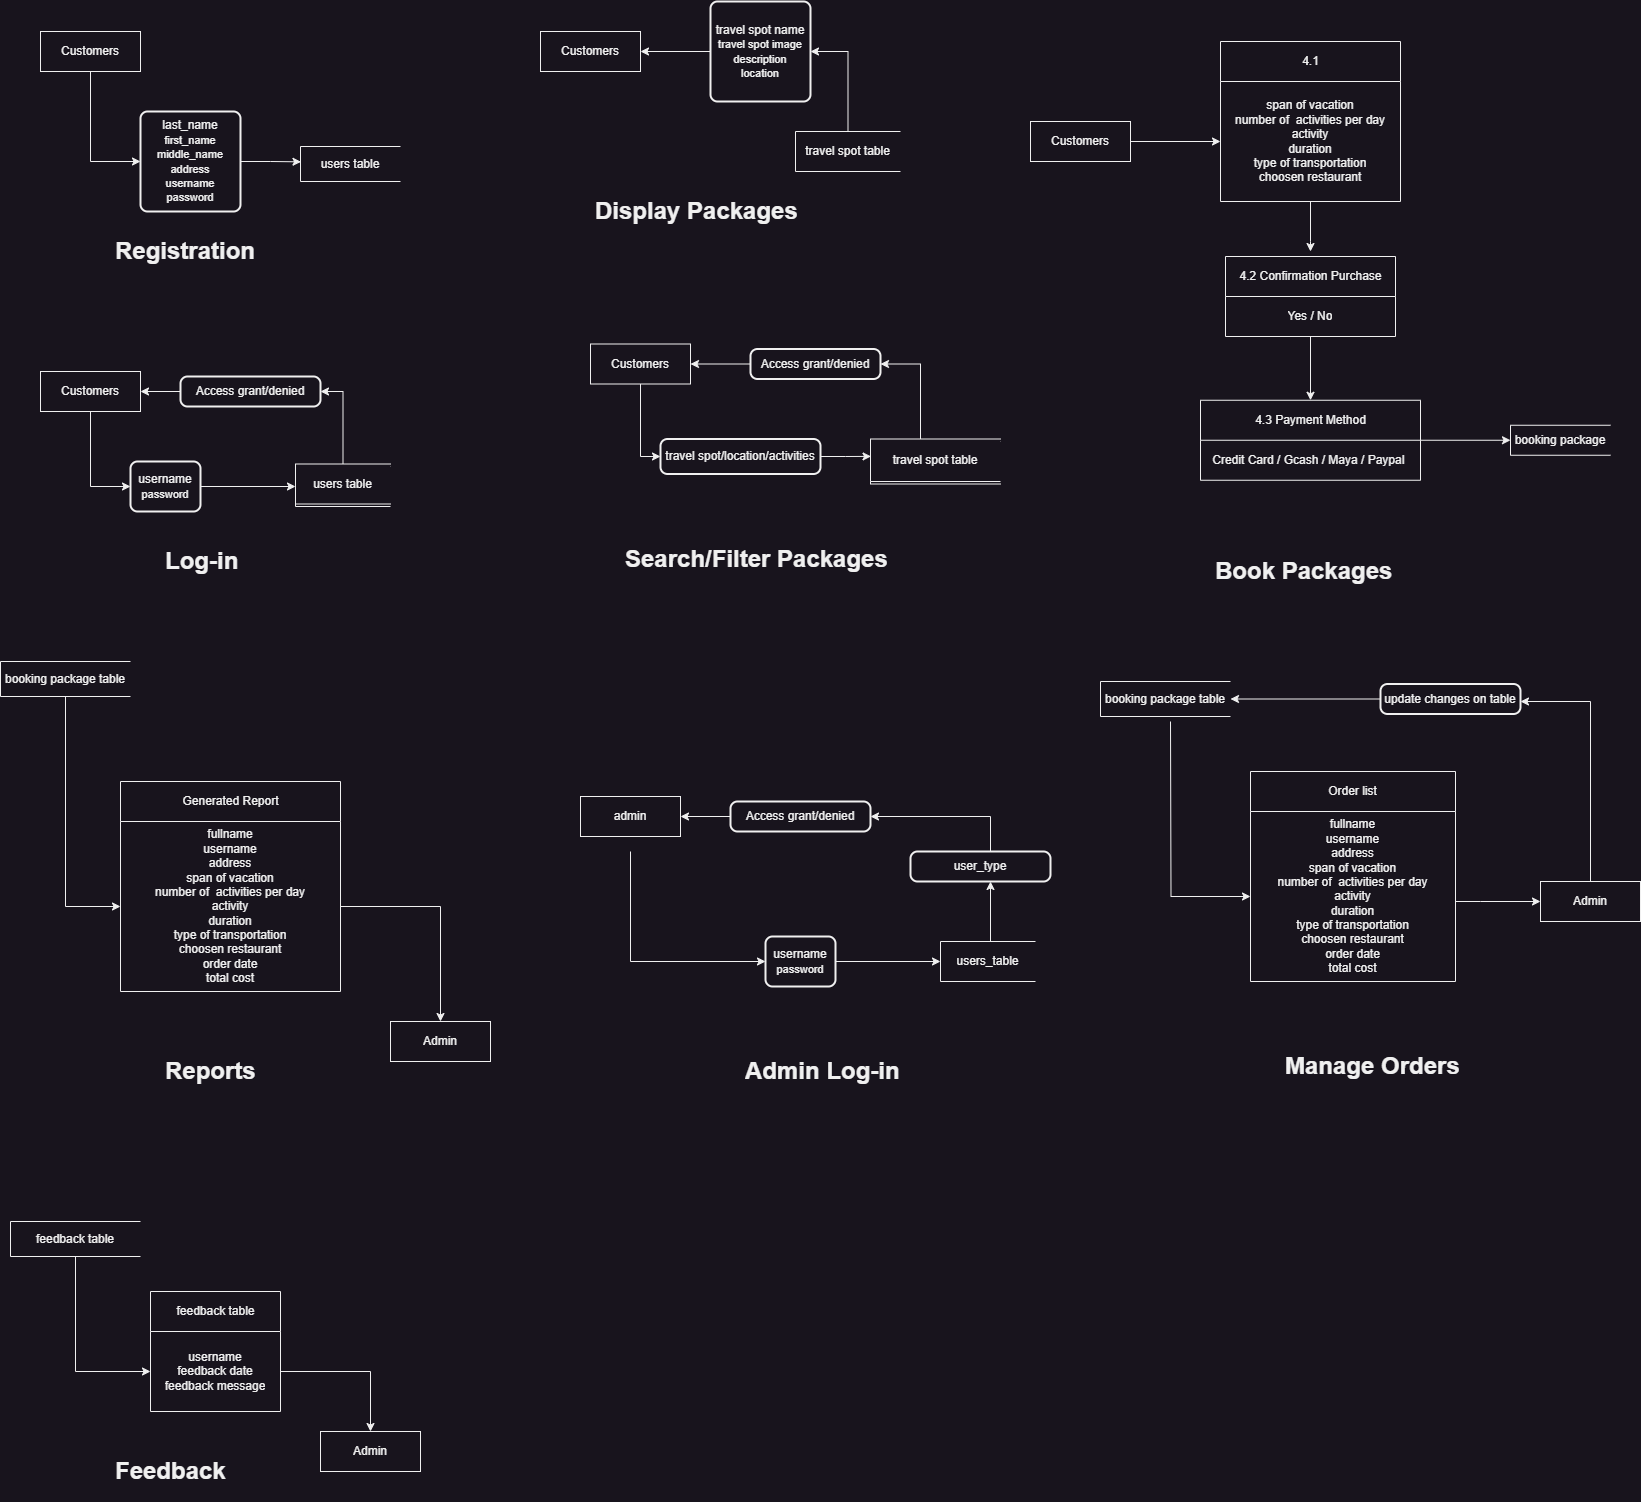 Customers
last_name
first_name
middle_name
address
username
password
users table
Registration
Customers
travel spot name
travel spot image
description
location
travel spot table
Display Packages
Customers
4.1
span of vacation
number of  activities per day
activity
duration
type of transportation
choosen restaurant
4.2 Confirmation Purchase
Yes / No
4.3 Payment Method
Credit Card / Gcash / Maya / Paypal
booking package
Book Packages
Customers
Access grant/denied
username
password
users table
Log-in
Customers
Access grant/denied
travel spot/location/activities
travel spot table
Search/Filter Packages
booking package table
Generated Report
fullname
username
address
span of vacation
number of  activities per day
activity
duration
type of transportation
choosen restaurant
order date
total cost
Admin
Reports
admin
Access grant/denied
user_type
username
password
users_table
Admin Log-in
booking package table
update changes on table
Order list
fullname
username
address
span of vacation
number of  activities per day
activity
duration
type of transportation
choosen restaurant
order date
total cost
Admin
Manage Orders
feedback table
feedback table
username
feedback date
feedback message
Admin
Feedback